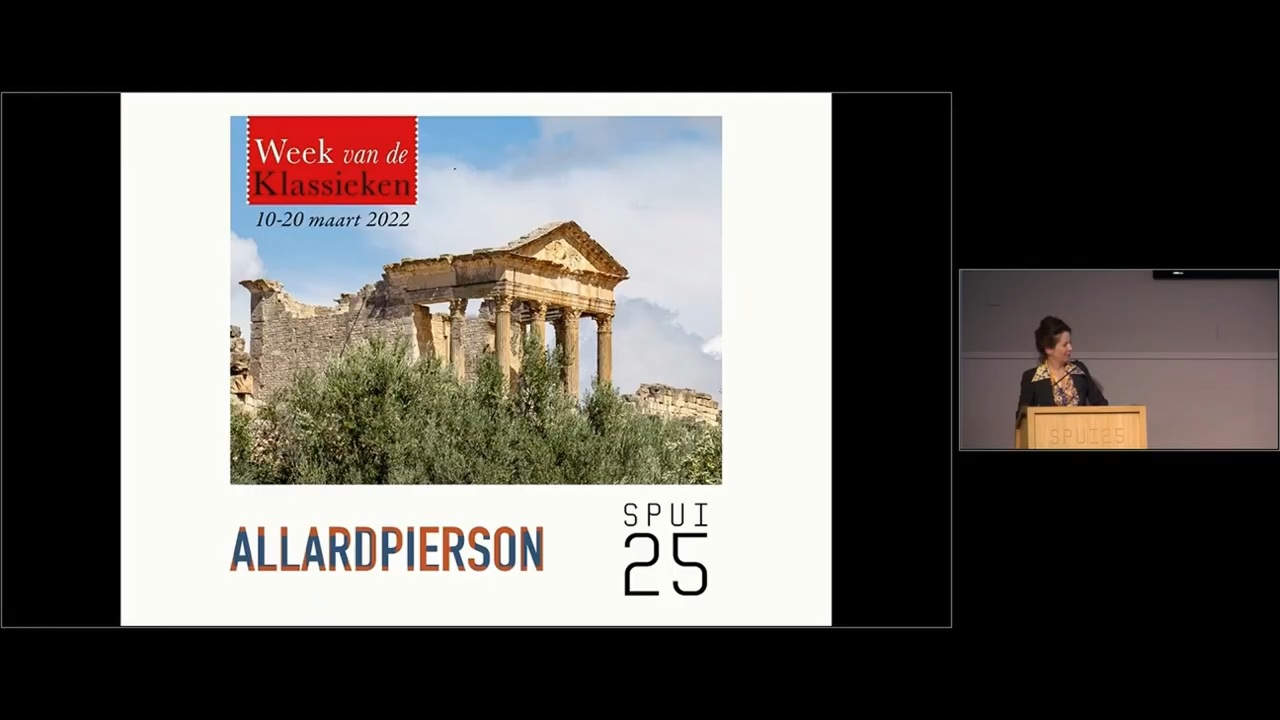 Week van de
Klassieken
10-20 maart 2022
ALLARDPIERSON
SPUI
25
SPUI25